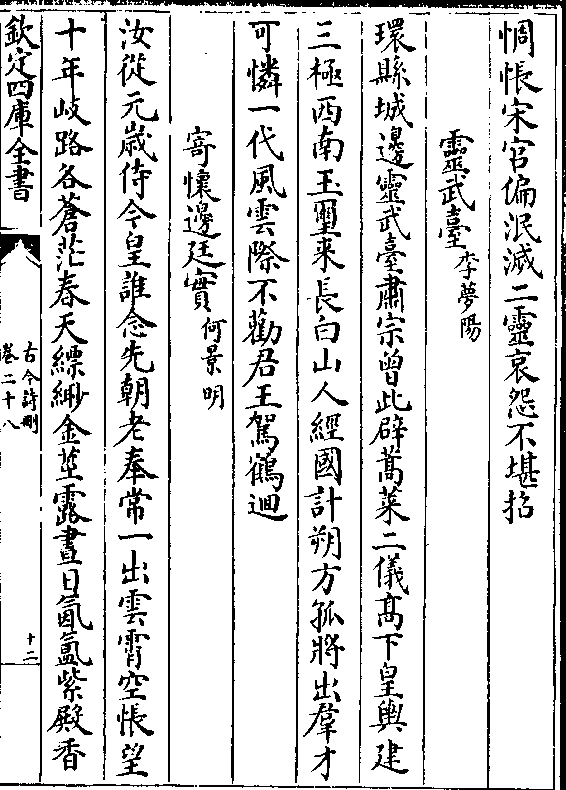 惆悵宋宫偏泯滅二靈哀怨不堪招
靈武臺李夢陽
環縣城邊靈武臺肅宗曽此辟蒿萊二儀高下皇輿建
三極西南玉璽来長白山人經國計朔方孤將出羣才
可憐一代風雲際不勸君王駕鶴迴
寄懷邊廷實何景明
汝從元歳侍今皇誰念先朝老奉常一出雲霄空悵望
十年岐路各蒼茫春天縹緲金莖露晝日氤氲紫殿香
欽定四庫全書
古今詩刪
卷二十八
十二